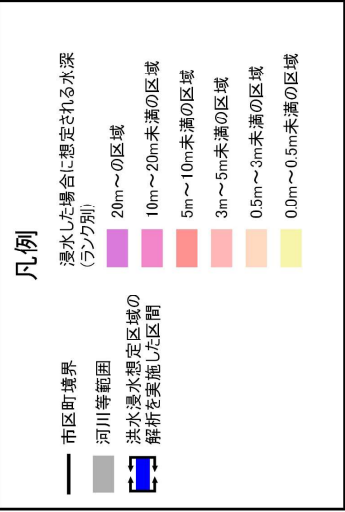 凡例
市区町境界
河川等範囲
洪水浸水想定区域の
解析を実施した区間
浸水した場合に想定される水深
(ランク別)
20m～の区域
10m～20m未満の区域
5m～10m未満の区域
3m～5m未満の区域
0.5m～3m未満の区域
0.0m～0.5m未満の区域